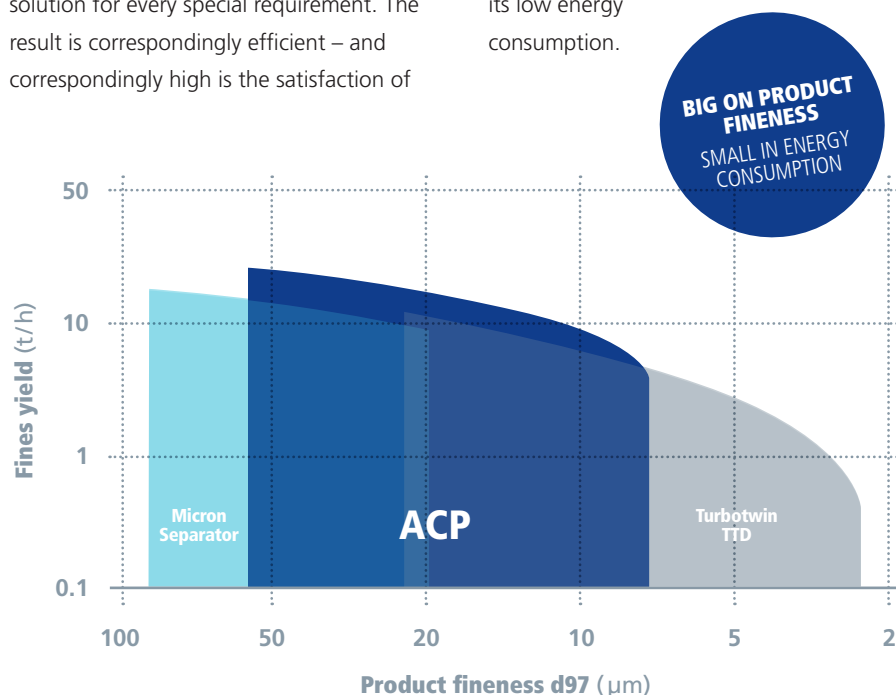 solution for every special requirement. The
result is correspondingly efficient – and
correspondingly high is the satisfaction of
its low energy
consumption.
BIG ON PRODUCT
FINENESS
SMALL IN ENERGY
CONSUMPTION
Fines yield (t/h)
50
10
1
0.1
Micron
Separator
ACP
Turbotwin
TTD
100
50
20
10
5
2
Product fineness d97 (μm)